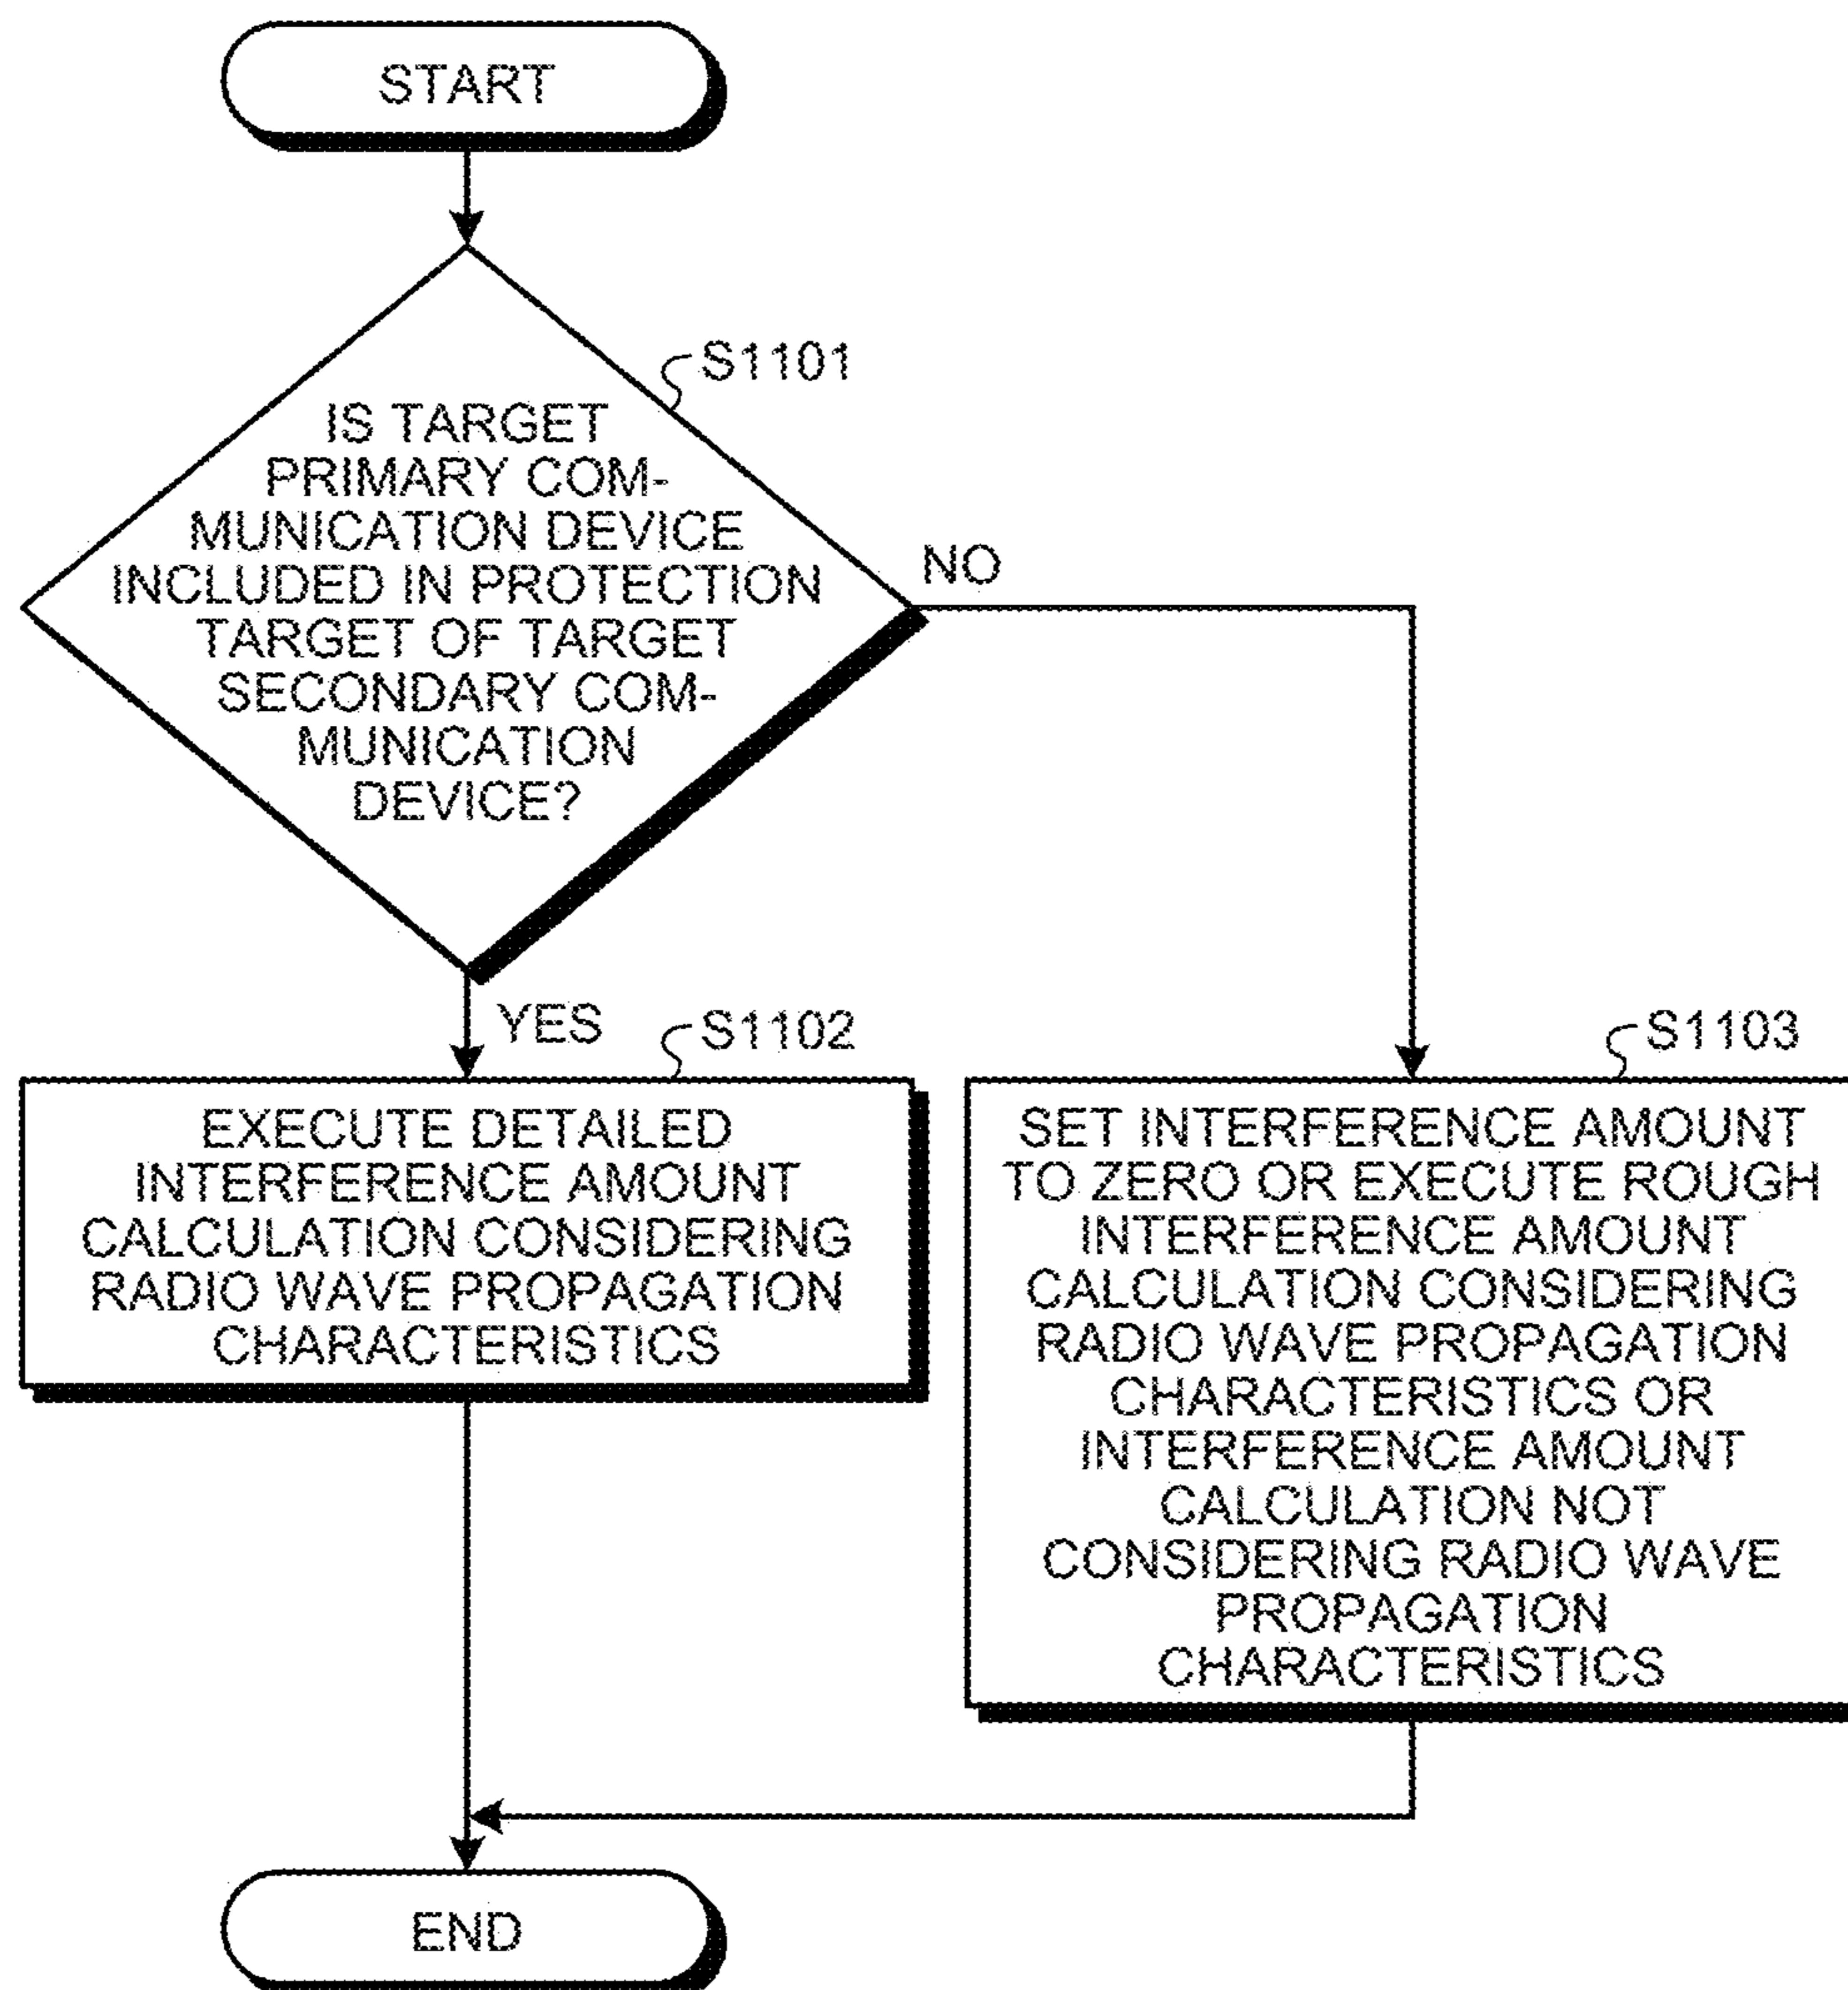 START
S1101
IS TARGET
PRIMARY COM-
MUNICATION DEVICE
INCLUDED IN PROTECTION
TARGET OF TARGET
SECONDARY COM-
MUNICATION
DEVICE?
NO
YES
S1102
EXECUTE DETAILED
INTERFERENCE AMOUNT
CALCULATION CONSIDERING
RADIO WAVE PROPAGATION
CHARACTERISTICS
S1103
SET INTERFERENCE AMOUNT
TO ZERO OR EXECUTE ROUGH
INTERFERENCE AMOUNT
CALCULATION CONSIDERING
RADIO WAVE PROPAGATION
CHARACTERISTICS OR
INTERFERENCE AMOUNT
CALCULATION NOT
CONSIDERING RADIO WAVE
PROPAGATION
CHARACTERISTICS
END